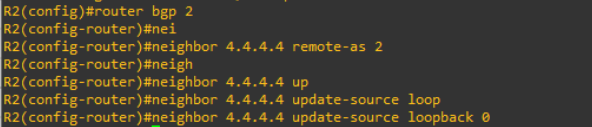 R2(config)#router bgp 2
R2(config-router)#nei
R2(config-router)#neighbor 4.4.4.4 remote-as 2
R2(config-router)#neigh
R2(config-router)#neighbor 4.4.4.4 up
R2(config-router)#neighbor 4.4.4.4 update-source loop
R2(config-router)#neighbor 4.4.4.4 update-source loopback 0